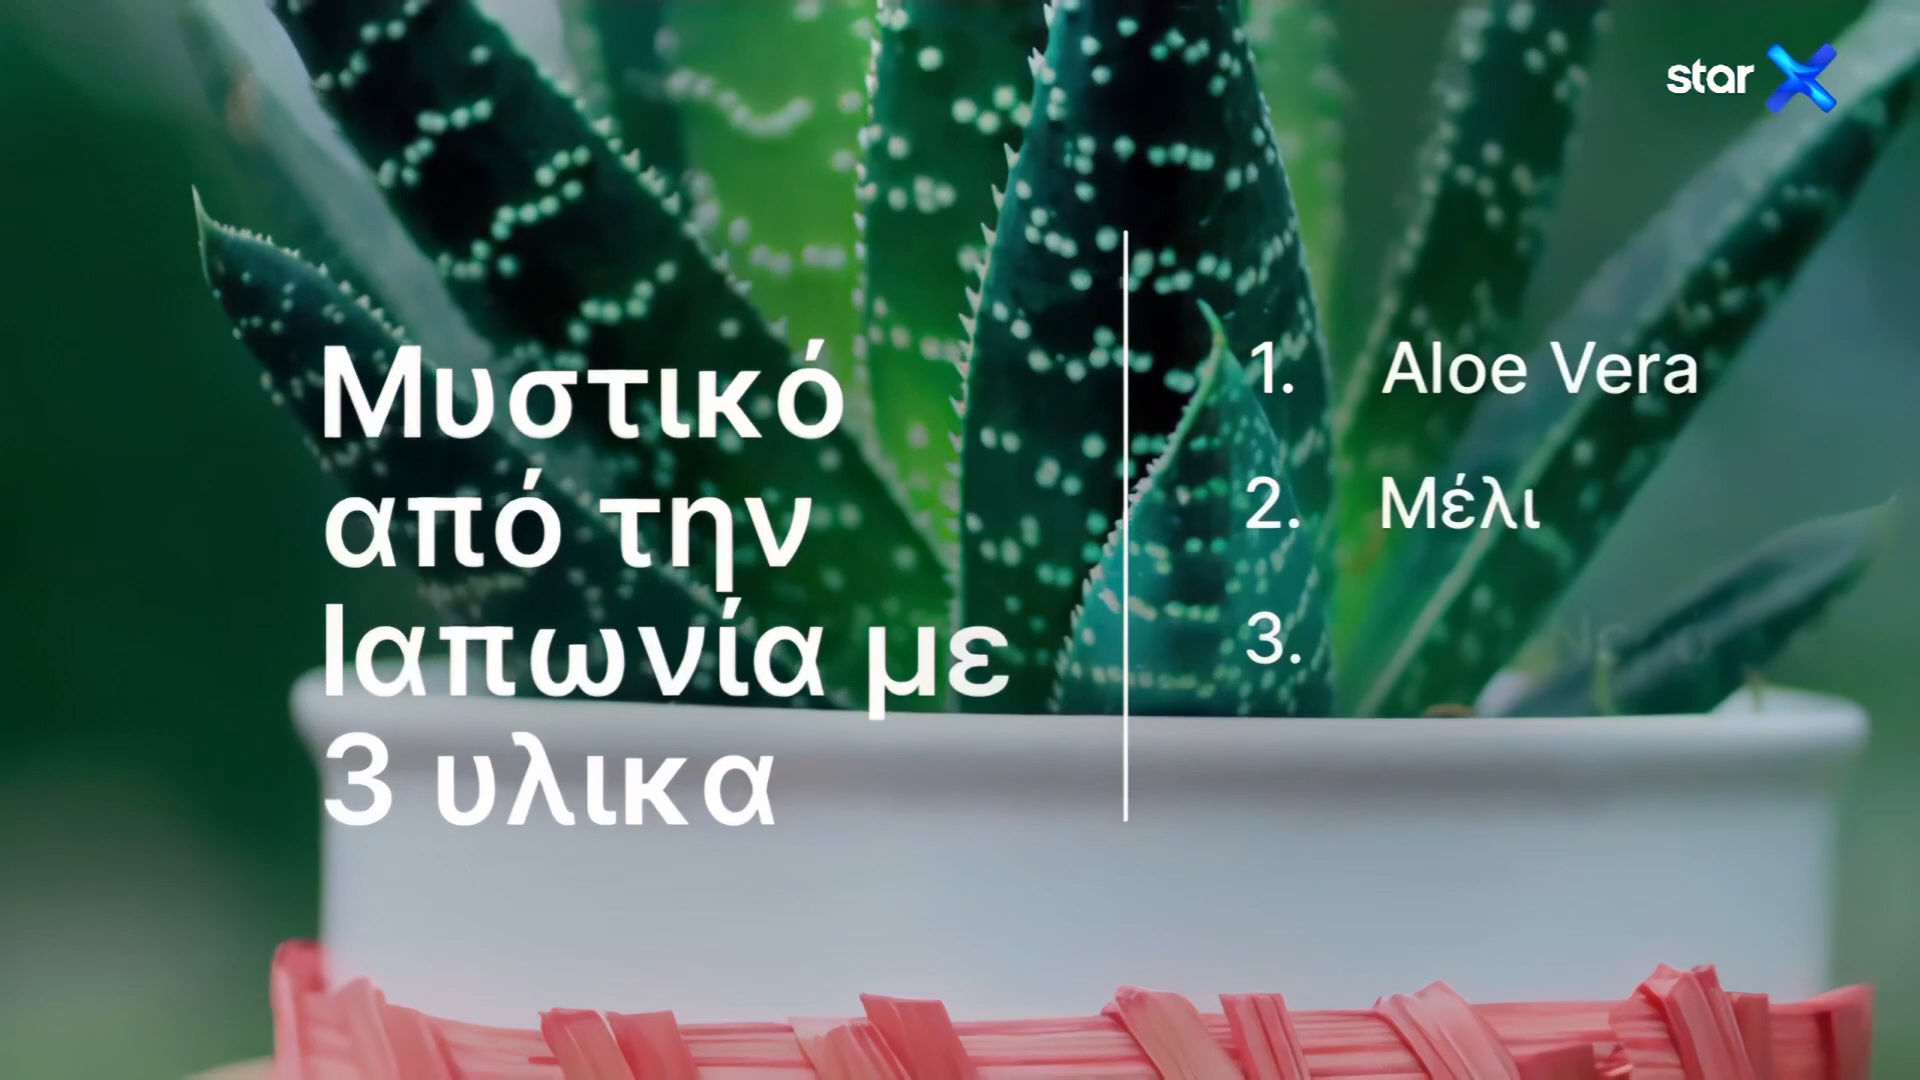 star
Μυστικό
από την
Ιαπωνία με
3 υλικα
1. Aloe Vera
2. Μέλι
3.